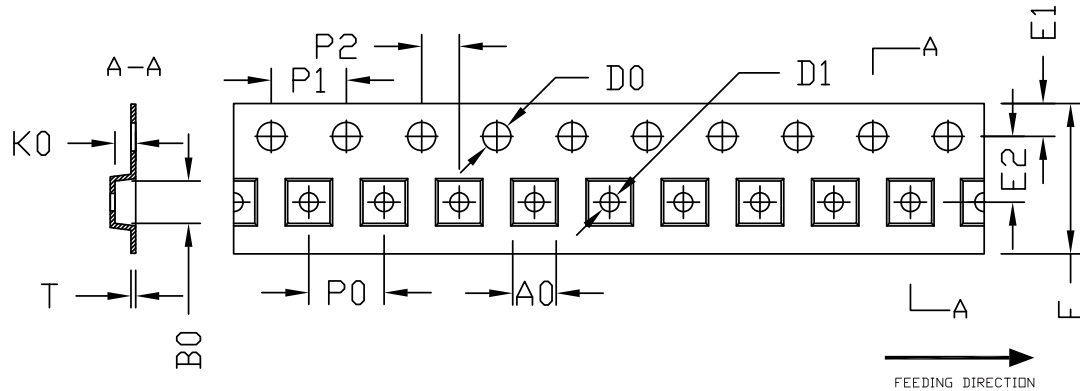 E1
P2
A
A-A
P1
D0
D1
K0
E2
T
P0
A0
A
B0
FEEDING DIRECTION